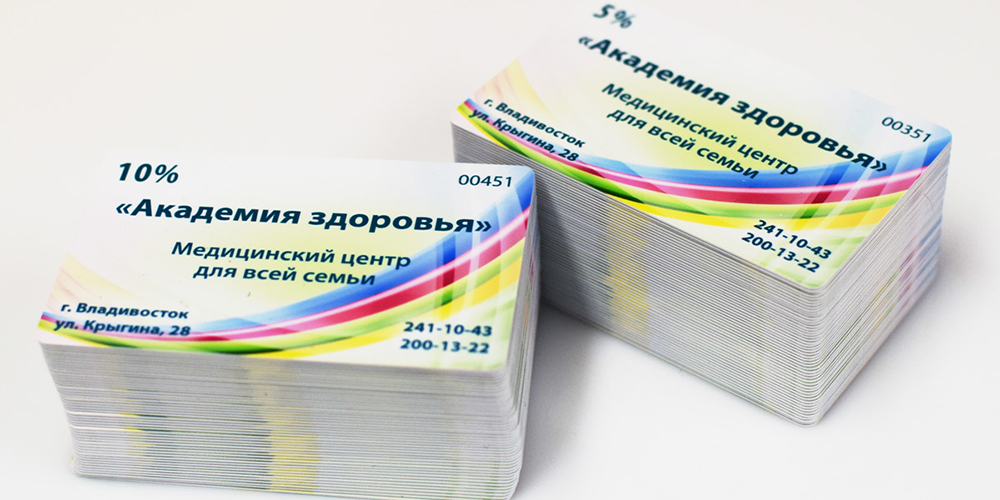 10%
00451
«Академия здоровья»
Медицинский центр
для всей семьи
г. Владивосток
ул. Крыгина, 28
241-10-43
200-13-22
5%
00351
«Академия здоровья»
Медицинский центр
для всей семьи
г. Владивосток
ул. Крыгина, 28
241-10-43
200-13-22